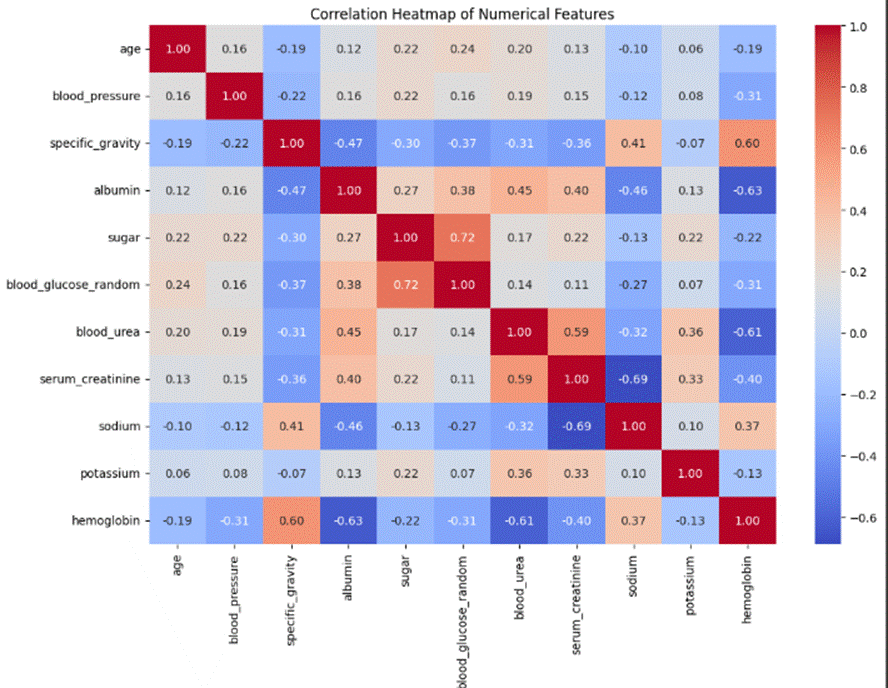 Correlation Heatmap of Numerical Features
age 1.00 0.16 -0.19 0.12 0.22 0.24 0.20 0.13 -0.10 0.06 -0.19
blood_pressure 0.16 1.00 -0.22 0.16 0.22 0.16 0.19 0.15 -0.12 0.08 -0.31
specific_gravity -0.19 -0.22 1.00 -0.47 -0.30 -0.37 -0.31 -0.36 0.41 -0.07 0.60
albumin 0.12 0.16 -0.47 1.00 0.27 0.38 0.45 0.40 -0.46 0.13 -0.63
sugar 0.22 0.22 -0.30 0.27 1.00 0.72 0.17 0.22 -0.13 0.22 -0.22
blood_glucose_random 0.24 0.16 -0.37 0.38 0.72 1.00 0.14 0.11 -0.27 0.07 -0.31
blood_urea 0.20 0.19 -0.31 0.45 0.17 0.14 1.00 0.59 -0.32 0.36 -0.61
serum_creatinine 0.13 0.15 -0.36 0.40 0.22 0.11 0.59 1.00 -0.69 0.33 -0.40
sodium -0.10 -0.12 0.41 -0.46 -0.13 -0.27 -0.32 -0.69 1.00 0.10 0.37
potassium 0.06 0.08 -0.07 0.13 0.22 0.07 0.36 0.33 0.10 1.00 -0.13
hemoglobin -0.19 -0.31 0.60 -0.63 -0.22 -0.31 -0.61 -0.40 0.37 -0.13 1.00
age
blood_pressure
specific_gravity
albumin
sugar
blood_glucose_random
blood_urea
serum_creatinine
sodium
potassium
hemoglobin
1.0
0.8
0.6
0.4
0.2
0.0
−0.2
−0.4
−0.6